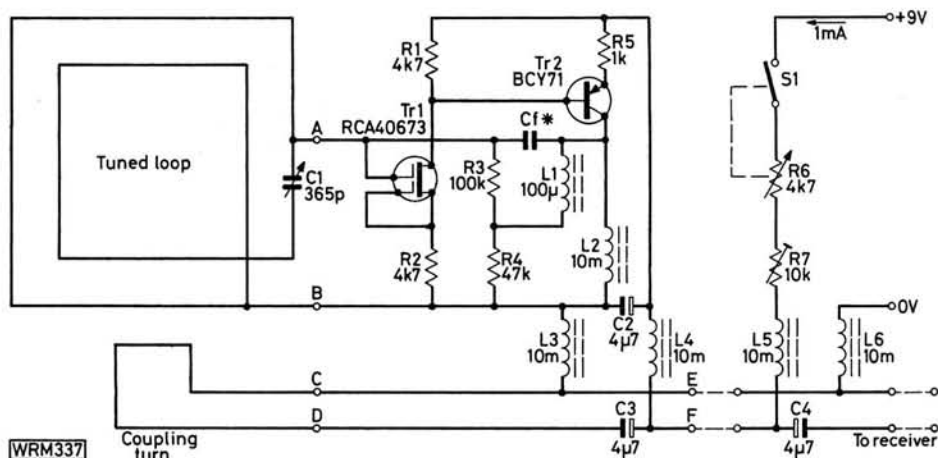 +9V
1mA
S1
R1
4k7
R5
1k
Tr2
BCY71
Tr1
RCA40673
A
Cf*
Tuned loop
C1
365p
R3
100k
L1
100µ
R6
4k7
L2
10m
R2
4k7
R4
47k
R7
10k
B
C2
4µ7
0V
L3
10m
L4
10m
L5
10m
L6
10m
C
E
D
C3
4µ7
F
C4
4µ7
To receiver
WRM337
Coupling
turn